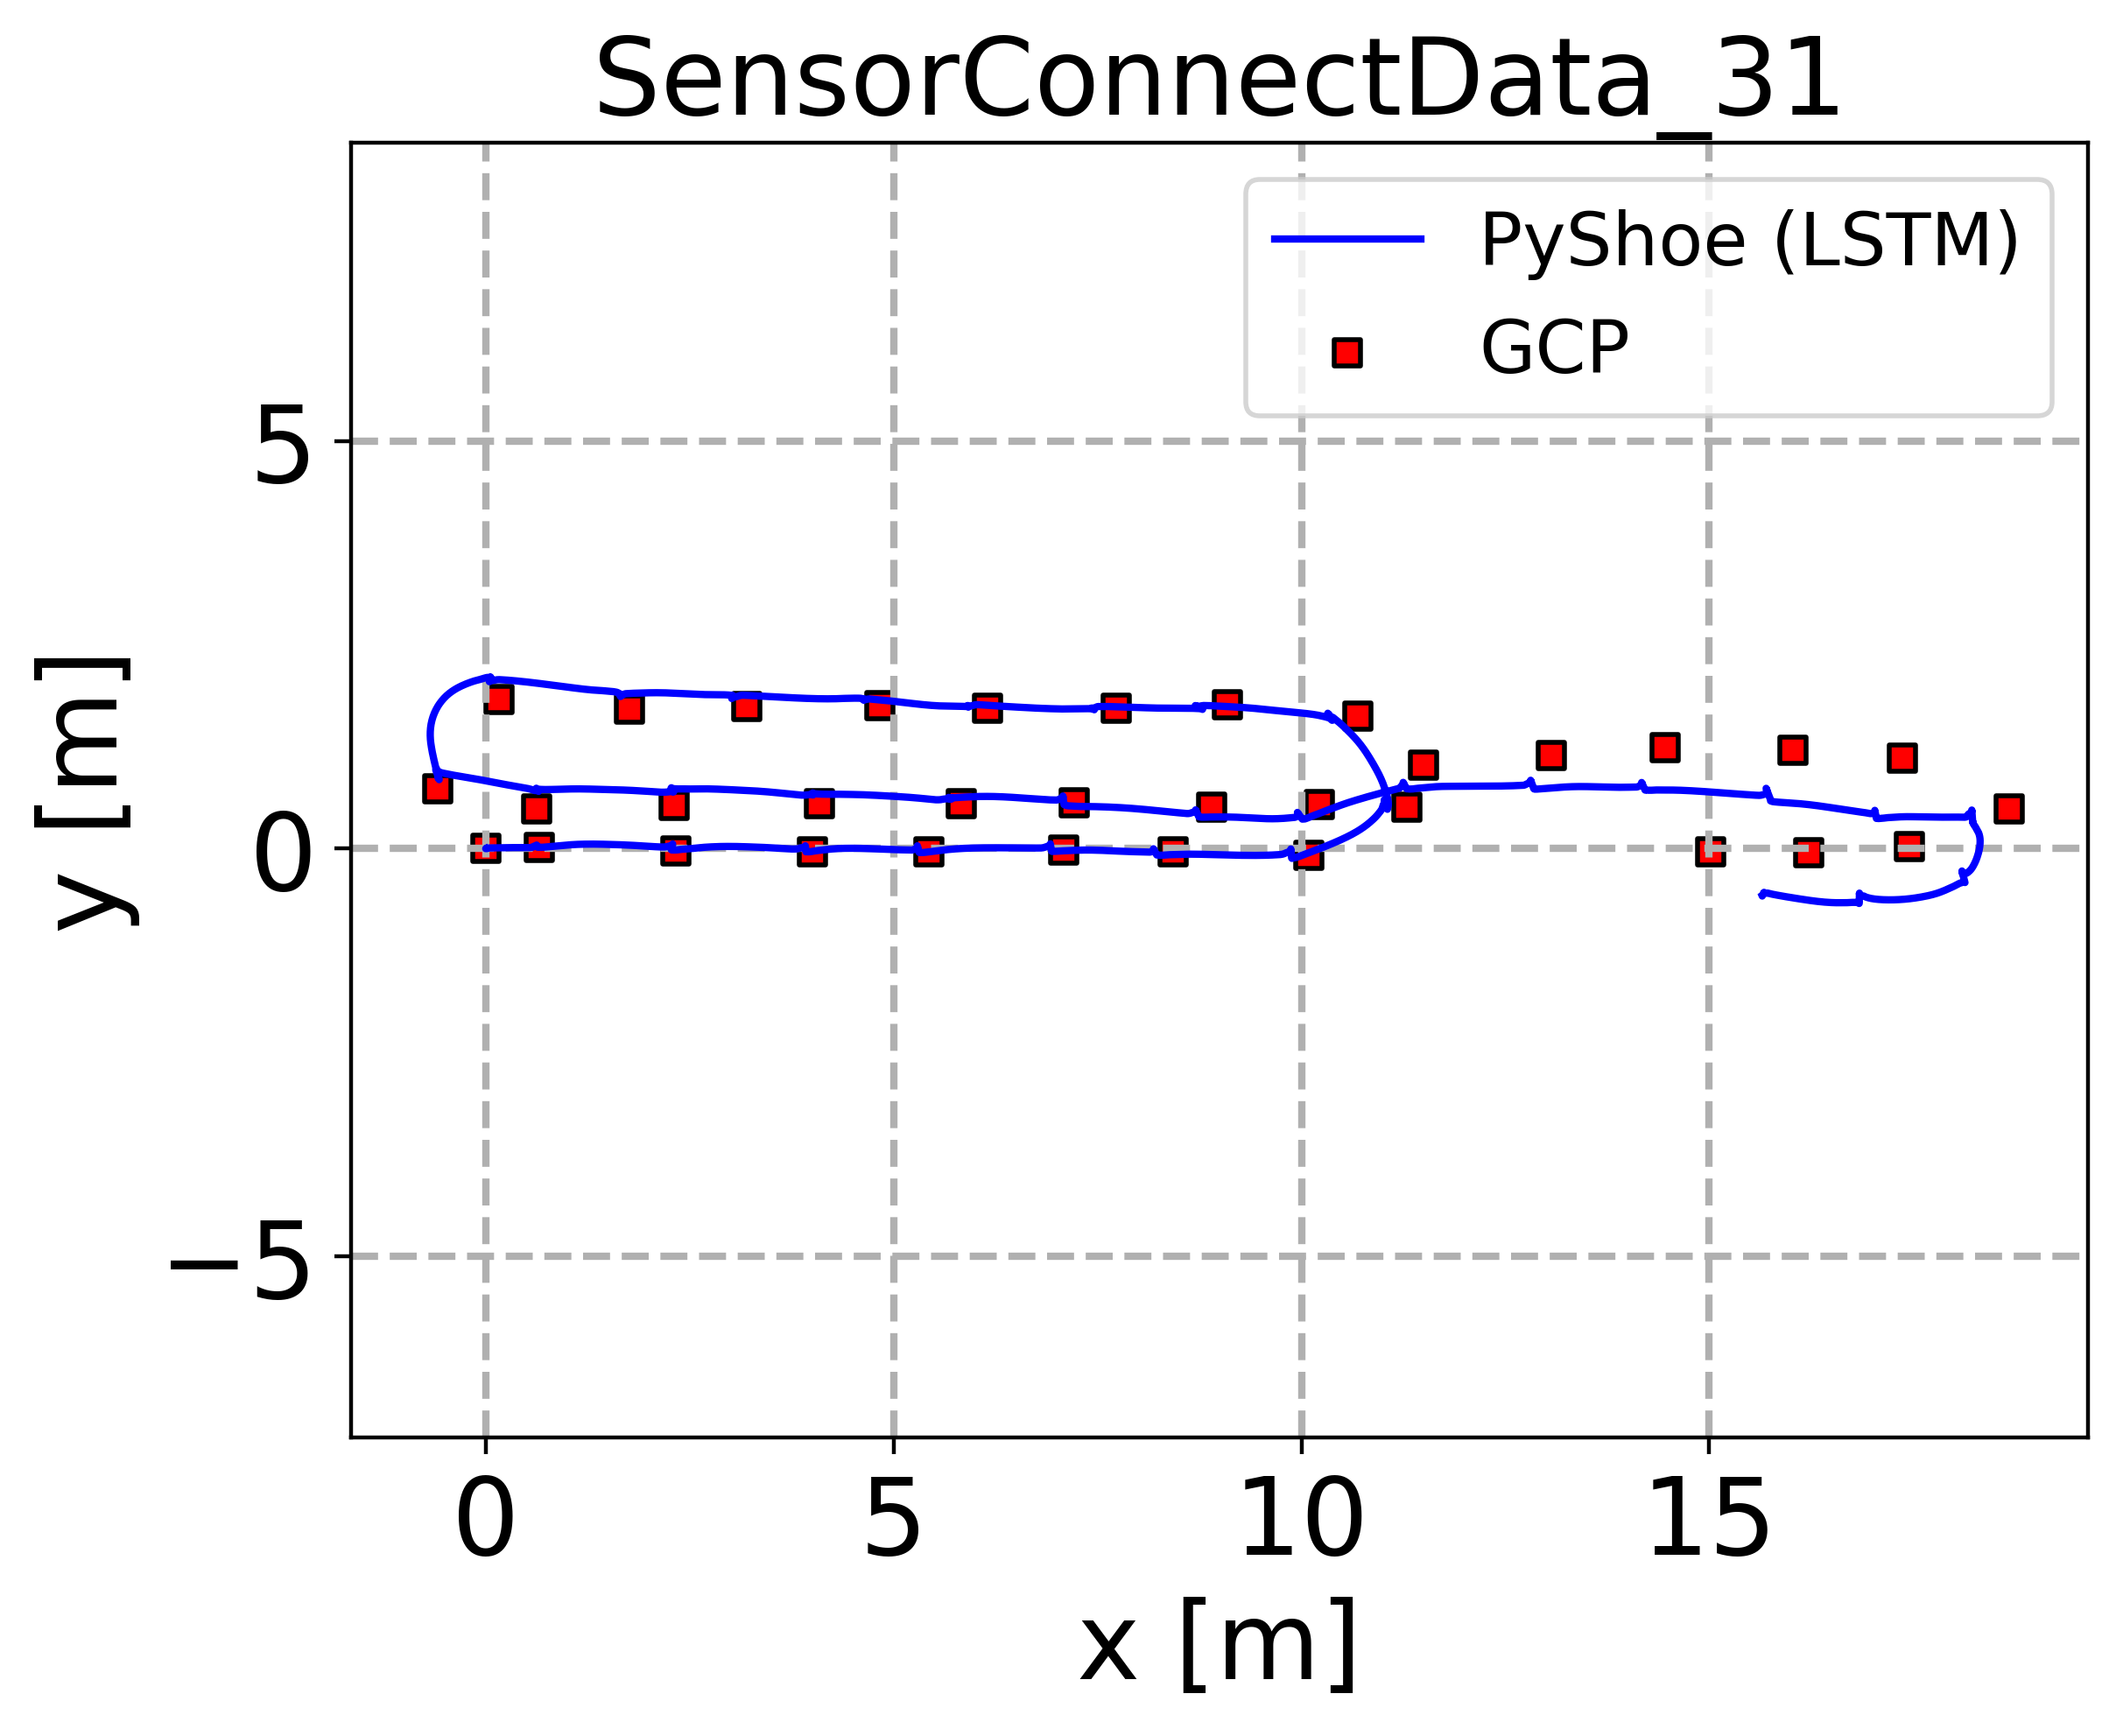 SensorConnectData_31
PyShoe (LSTM)
GCP
y [m]
5
0
−5
0 5 10 15
x [m]